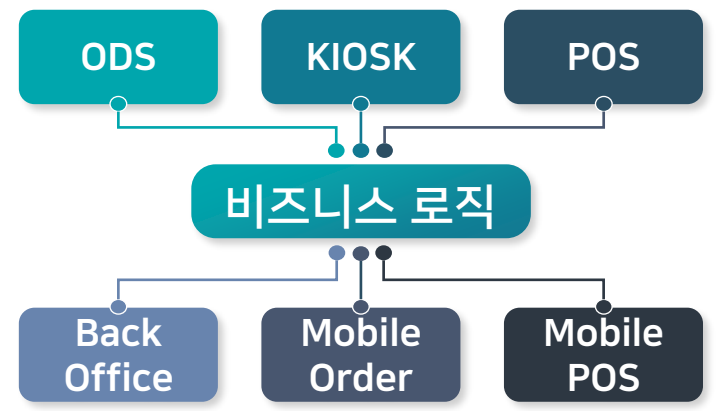 ODS
KIOSK
POS
비즈니스 로직
Back
Office
Mobile
Order
Mobile
POS